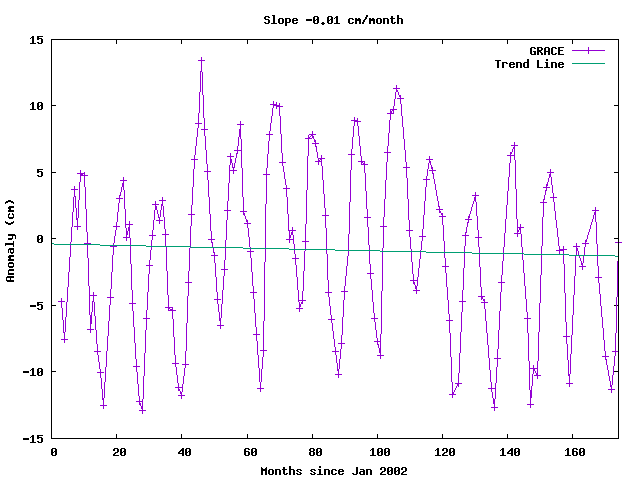 Slope -0.01 cm/month
15
GRACE
Trend Line
10
5
0
-5
-10
-15
Anomaly (cm)
0 20 40 60 80 100 120 140 160
Months since Jan 2002